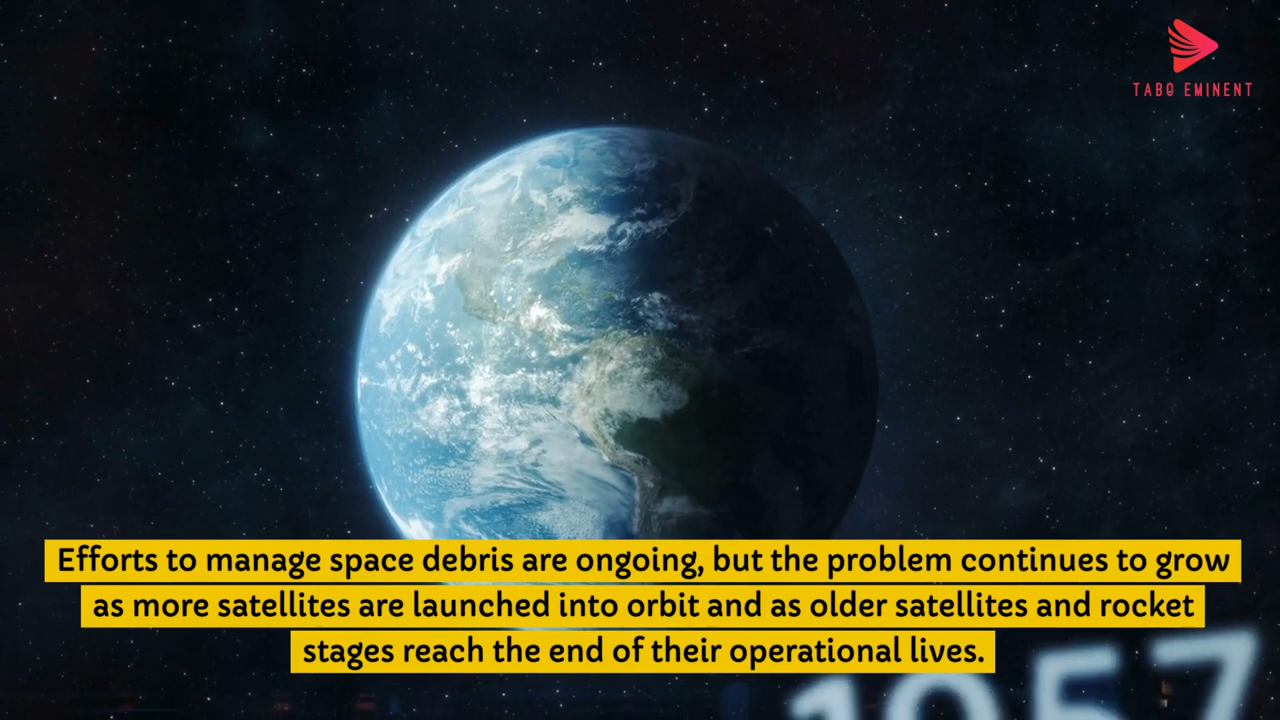 TABO EMINENT
Efforts to manage space debris are ongoing, but the problem continues to grow
as more satellites are launched into orbit and as older satellites and rocket
stages reach the end of their operational lives.
1957